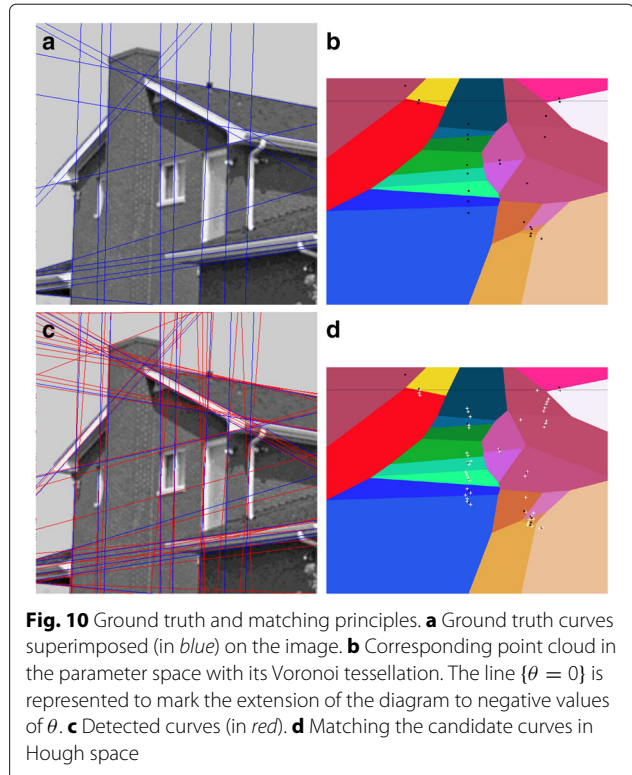 a
b
c
d
Fig. 10 Ground truth and matching principles. a Ground truth curves
superimposed (in blue) on the image. b Corresponding point cloud in
the parameter space with its Voronoi tessellation. The line {θ = 0} is
represented to mark the extension of the diagram to negative values
of θ. c Detected curves (in red). d Matching the candidate curves in
Hough space